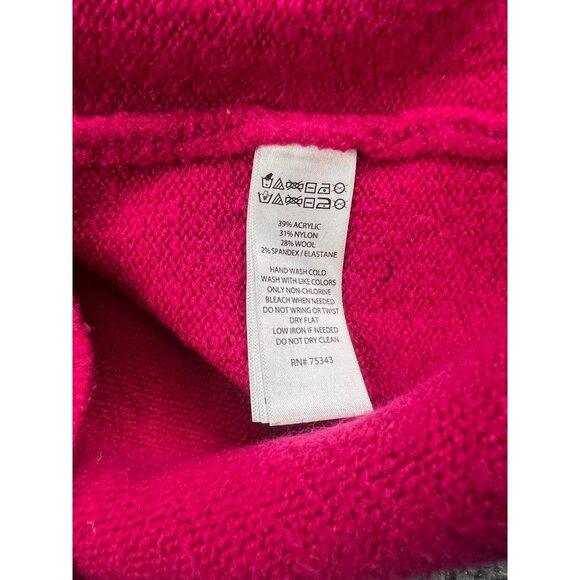 39% ACRYLIC
31% NYLON
28% WOOL
2% SPANDEX / ELASTANE
HAND WASH COLD
WASH WITH LIKE COLORS
ONLY NON-CHLORINE
BLEACH WHEN NEEDED
DO NOT WRING OR TWIST
DRY FLAT
LOW IRON IF NEEDED
DO NOT DRY CLEAN
RN# 75343